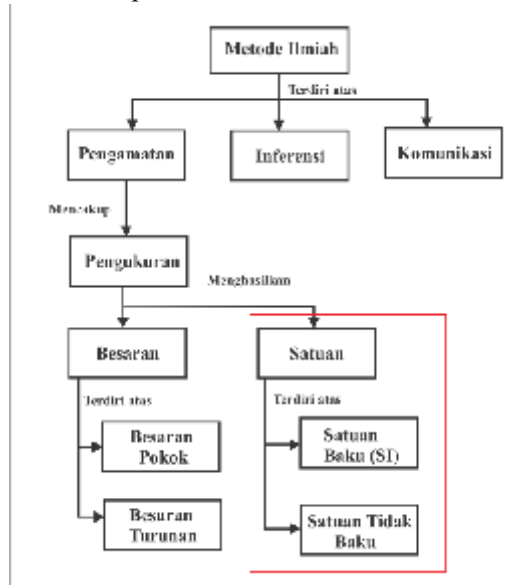 Metode Ilmiah
Terdiri atas
Pengamatan
Inferensi
Komunikasi
Mencakup
Pengukuran
Menghasilkan
Besaran
Satuan
Terdiri atas
Terdiri atas
Besaran
Pokok
Satuan
Baku (SI)
Besaran
Turunan
Satuan Tidak
Baku